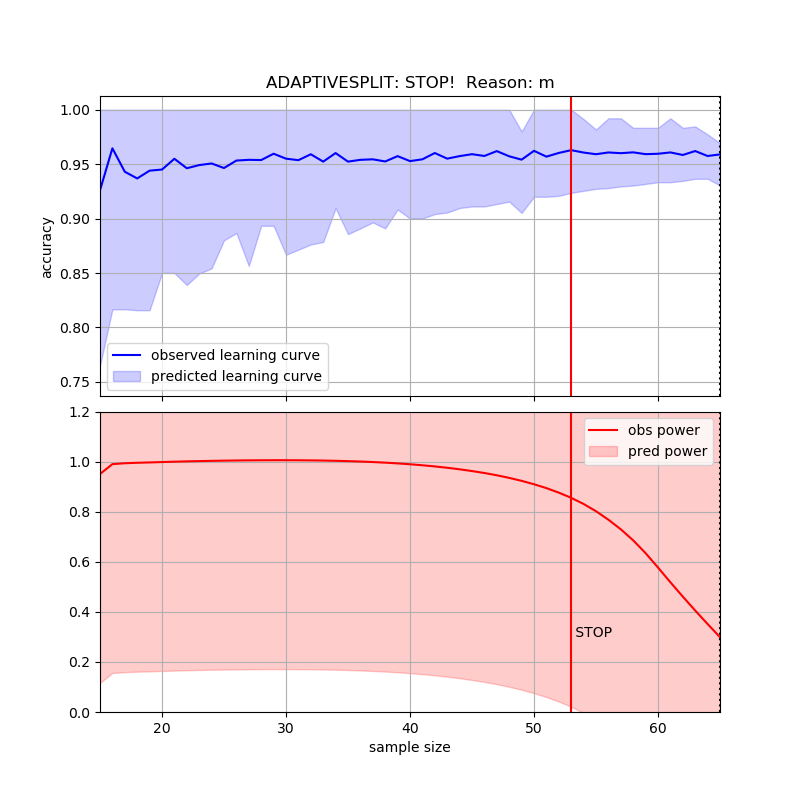 ADAPTIVESPLIT: STOP!  Reason: m
1.00
0.95
0.90
0.85
0.80
0.75
accuracy
observed learning curve
predicted learning curve
1.2
1.0
0.8
0.6
0.4
0.2
0.0
obs power
pred power
STOP
20 30 40 50 60
sample size